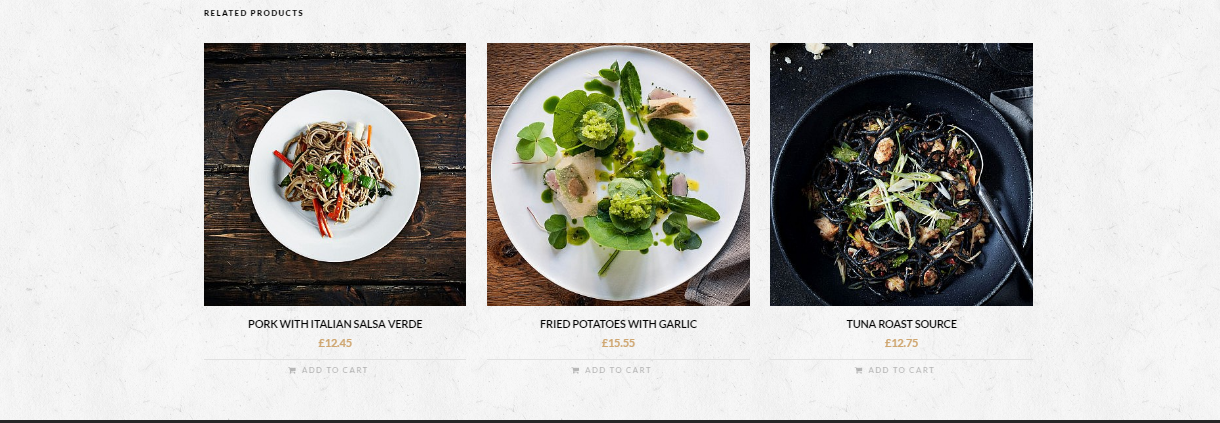 RELATED PRODUCTS
PORK WITH ITALIAN SALSA VERDE
£12.45
ADD TO CART
FRIED POTATOES WITH GARLIC
£15.55
ADD TO CART
TUNA ROAST SOURCE
£12.75
ADD TO CART